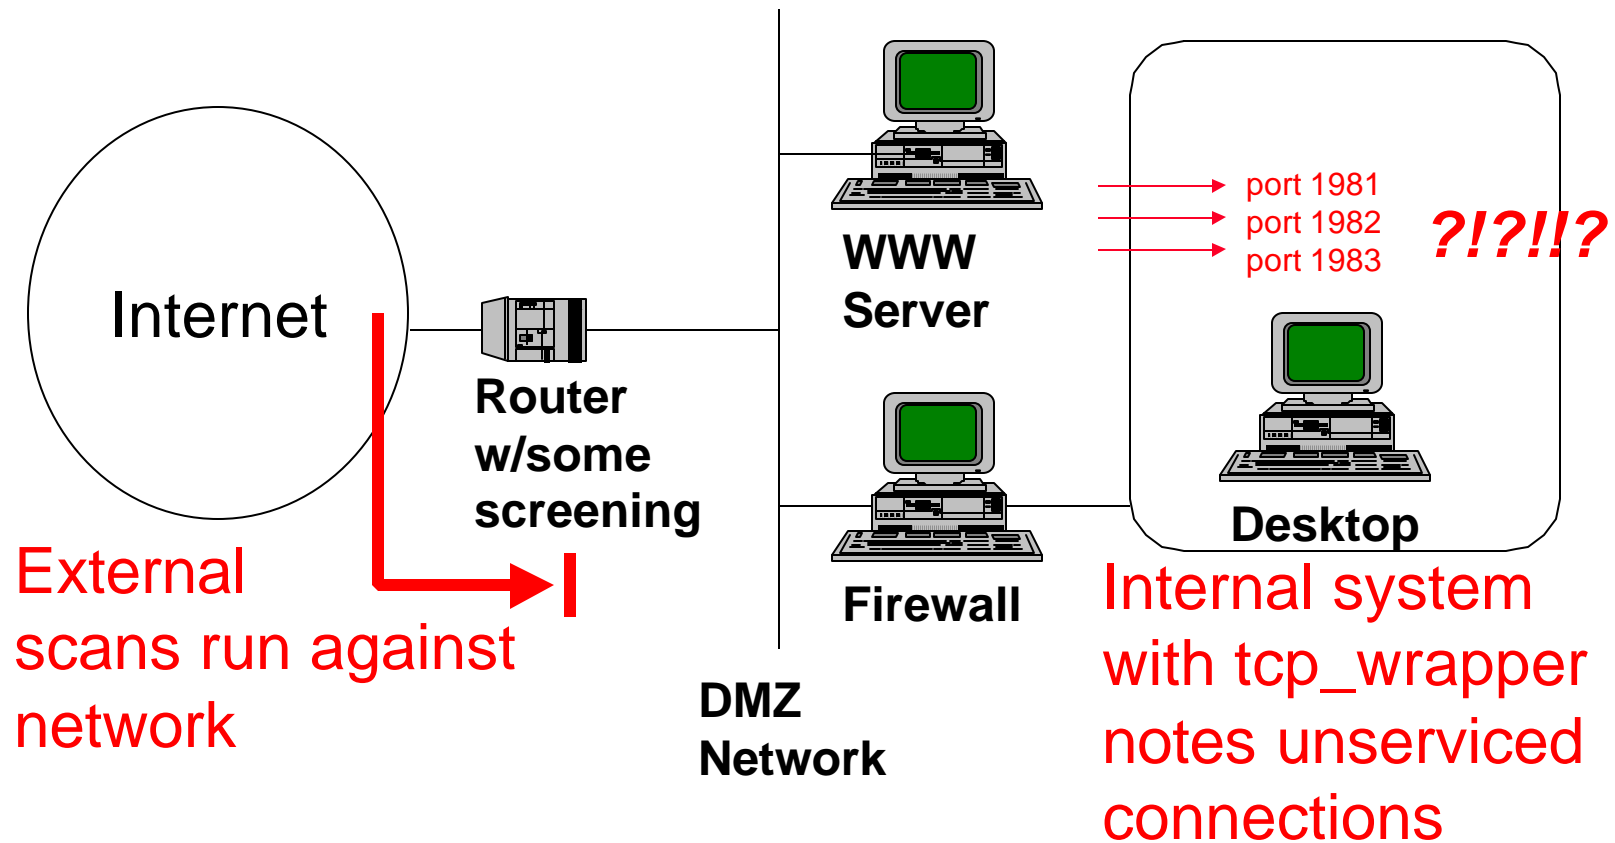 Internet
Router
w/some
screening
WWW
Server
Firewall
DMZ
Network
port 1981
port 1982
port 1983
?!?!!?
Desktop
External
scans run against
network
Internal system
with tcp_wrapper
notes unserviced
connections